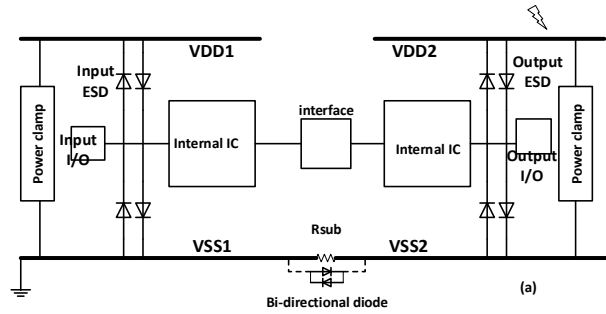 VDD1
VDD2
Input
ESD
Output
ESD
Power clamp
Input
I/O
Internal IC
interface
Internal IC
Output
I/O
Power clamp
VSS1
Rsub
VSS2
Bi-directional diode
(a)